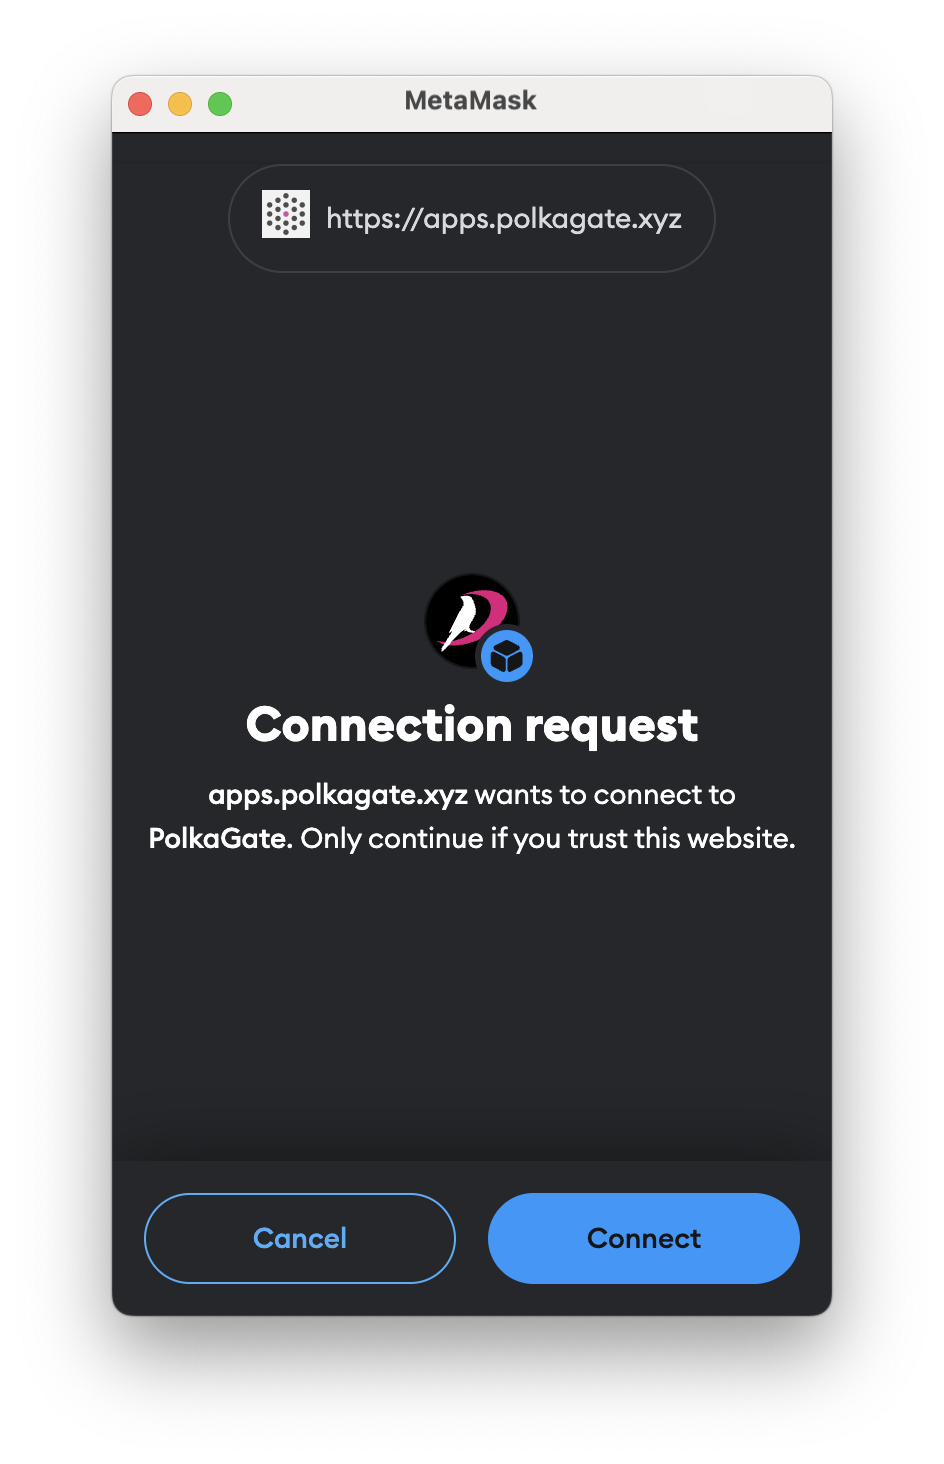 MetaMask
https://apps.polkagate.xyz
Connection request
apps.polkagate.xyz wants to connect to
PolkaGate. Only continue if you trust this website.
Cancel
Connect